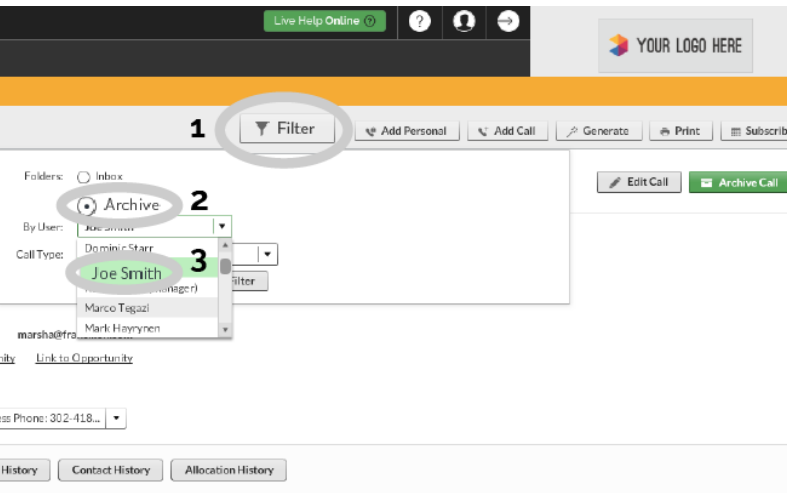 Live Help Online ?
?
YOUR LOGO HERE
1 Filter Add Personal Add Call Generate Print Subscrib
Folders: Inbox
Edit Call Archive Call
Archive 2
By User: Joe Smith
Dominic Starr
Call Type:
Joe Smith 3
ilter
nager)
Marco Tegazi
Mark Hayrynen
marsha@fra
nity Link to Opportunity
ess Phone: 302-418...
History Contact History Allocation History